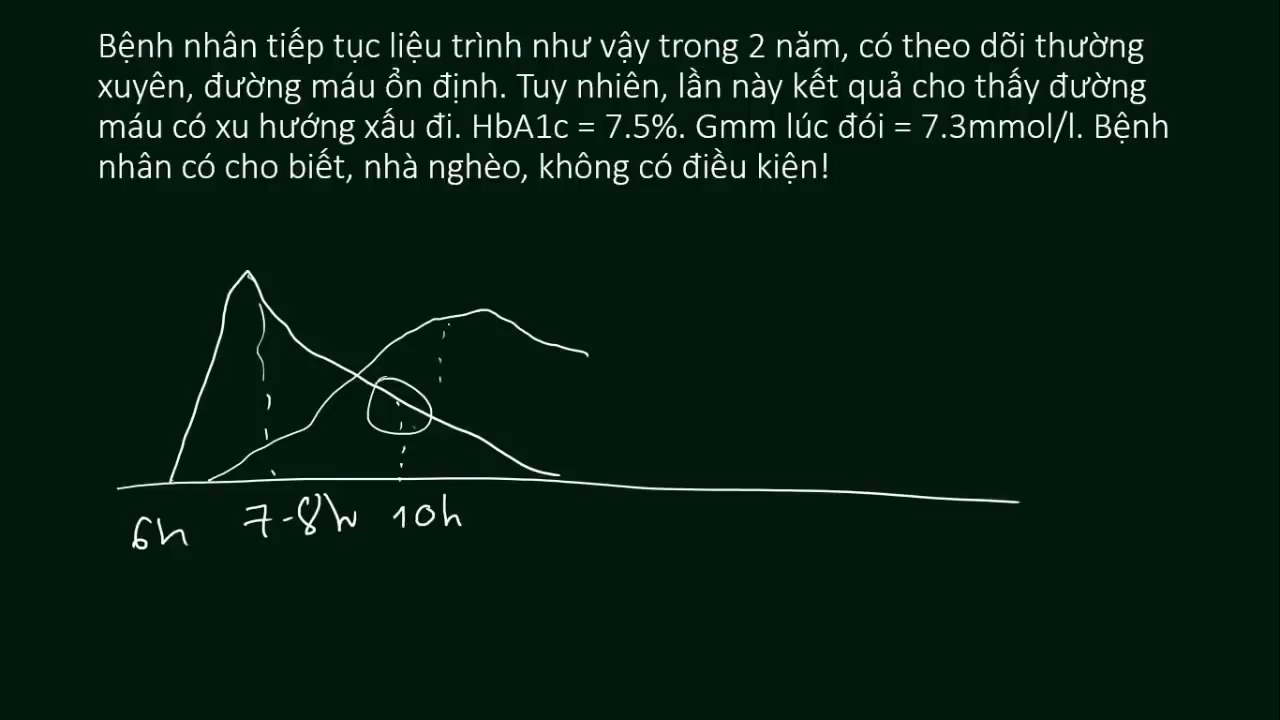 Bệnh nhân tiếp tục liệu trình như vậy trong 2 năm, có theo dõi thường
xuyên, đường máu ổn định. Tuy nhiên, lần này kết quả cho thấy đường
máu có xu hướng xấu đi. HbA1c = 7.5%. Gmm lúc đói = 7.3mmol/l. Bệnh
nhân có cho biết, nhà nghèo, không có điều kiện!
6h 7-8h 10h